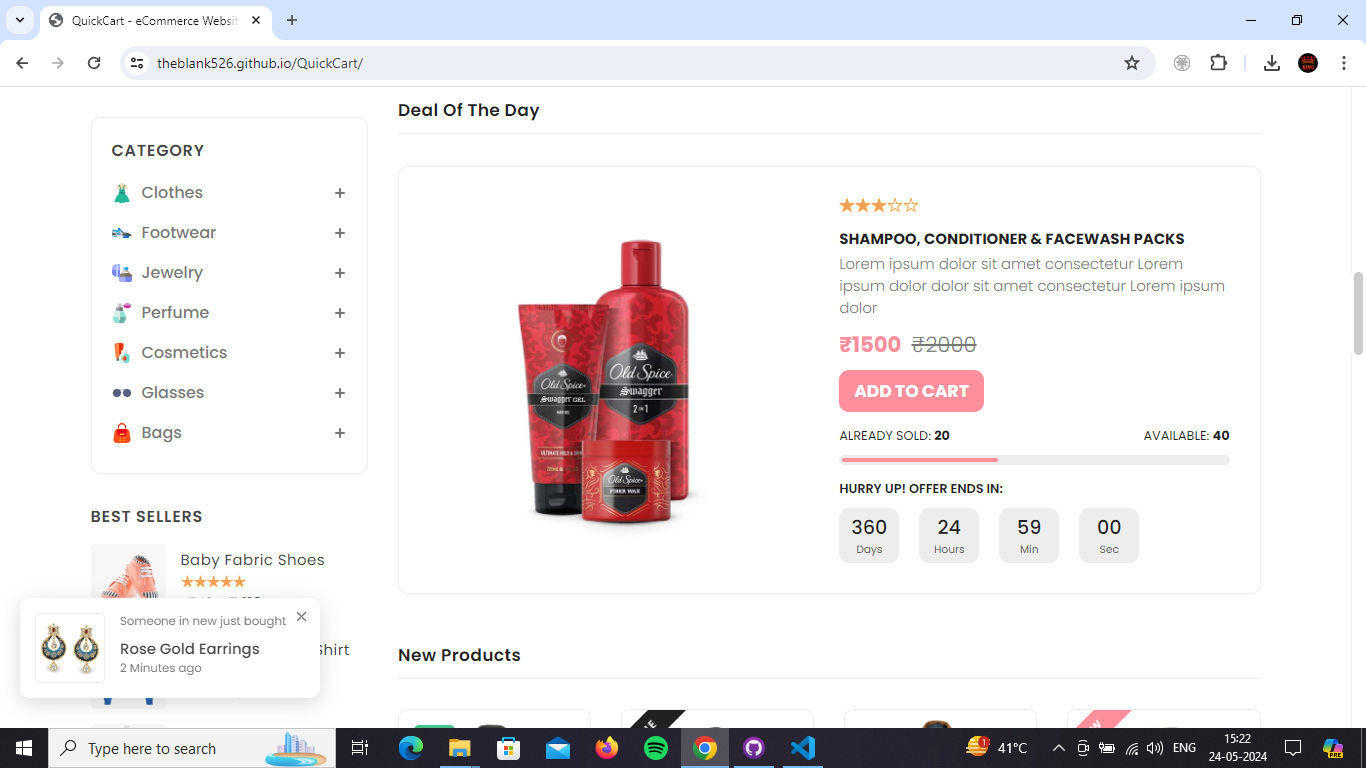 QuickCart - eCommerce Websit
theblank526.github.io/QuickCart/
Deal Of The Day
CATEGORY
Clothes
Footwear
Jewelry
Perfume
Cosmetics
Glasses
Bags
BEST SELLERS
Baby Fabric Shoes
Shirt
Someone in new just bought
Rose Gold Earrings
2 Minutes ago
Old Spice
SWAGGER GEL
HAIR GEL
Old Spice
Swagger
2 IN 1
Old Spice
FIBER WAX
SHAMPOO, CONDITIONER & FACEWASH PACKS
Lorem ipsum dolor sit amet consectetur Lorem
ipsum dolor dolor sit amet consectetur Lorem ipsum
dolor
₹1500 ₹2000
ADD TO CART
ALREADY SOLD: 20 AVAILABLE: 40
HURRY UP! OFFER ENDS IN:
360 24 59 00
Days Hours Min Sec
New Products
Type here to search
1
41°C
ENG
15:22
24-05-2024
PRE